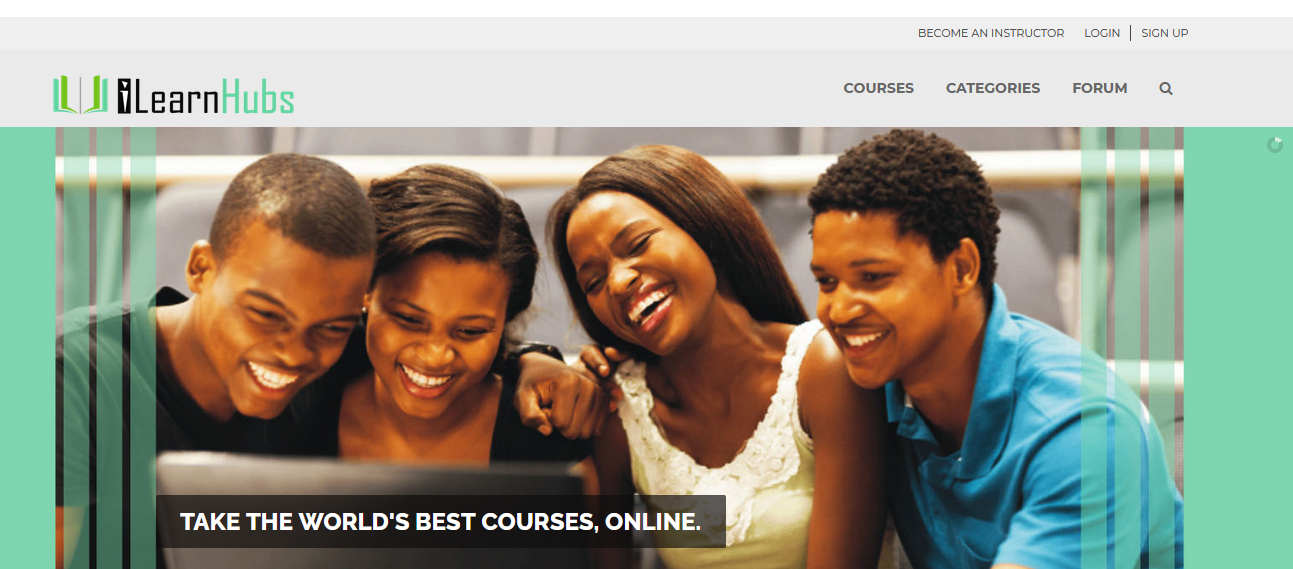 BECOME AN INSTRUCTOR LOGIN SIGN UP
iLearnHubs
COURSES CATEGORIES FORUM
TAKE THE WORLD'S BEST COURSES, ONLINE.